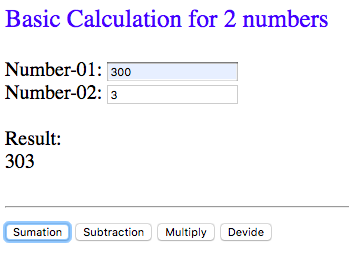 Basic Calculation for 2 numbers
Number-01: 300
Number-02: 3
Result:
303
Sumation Subtraction Multiply Devide